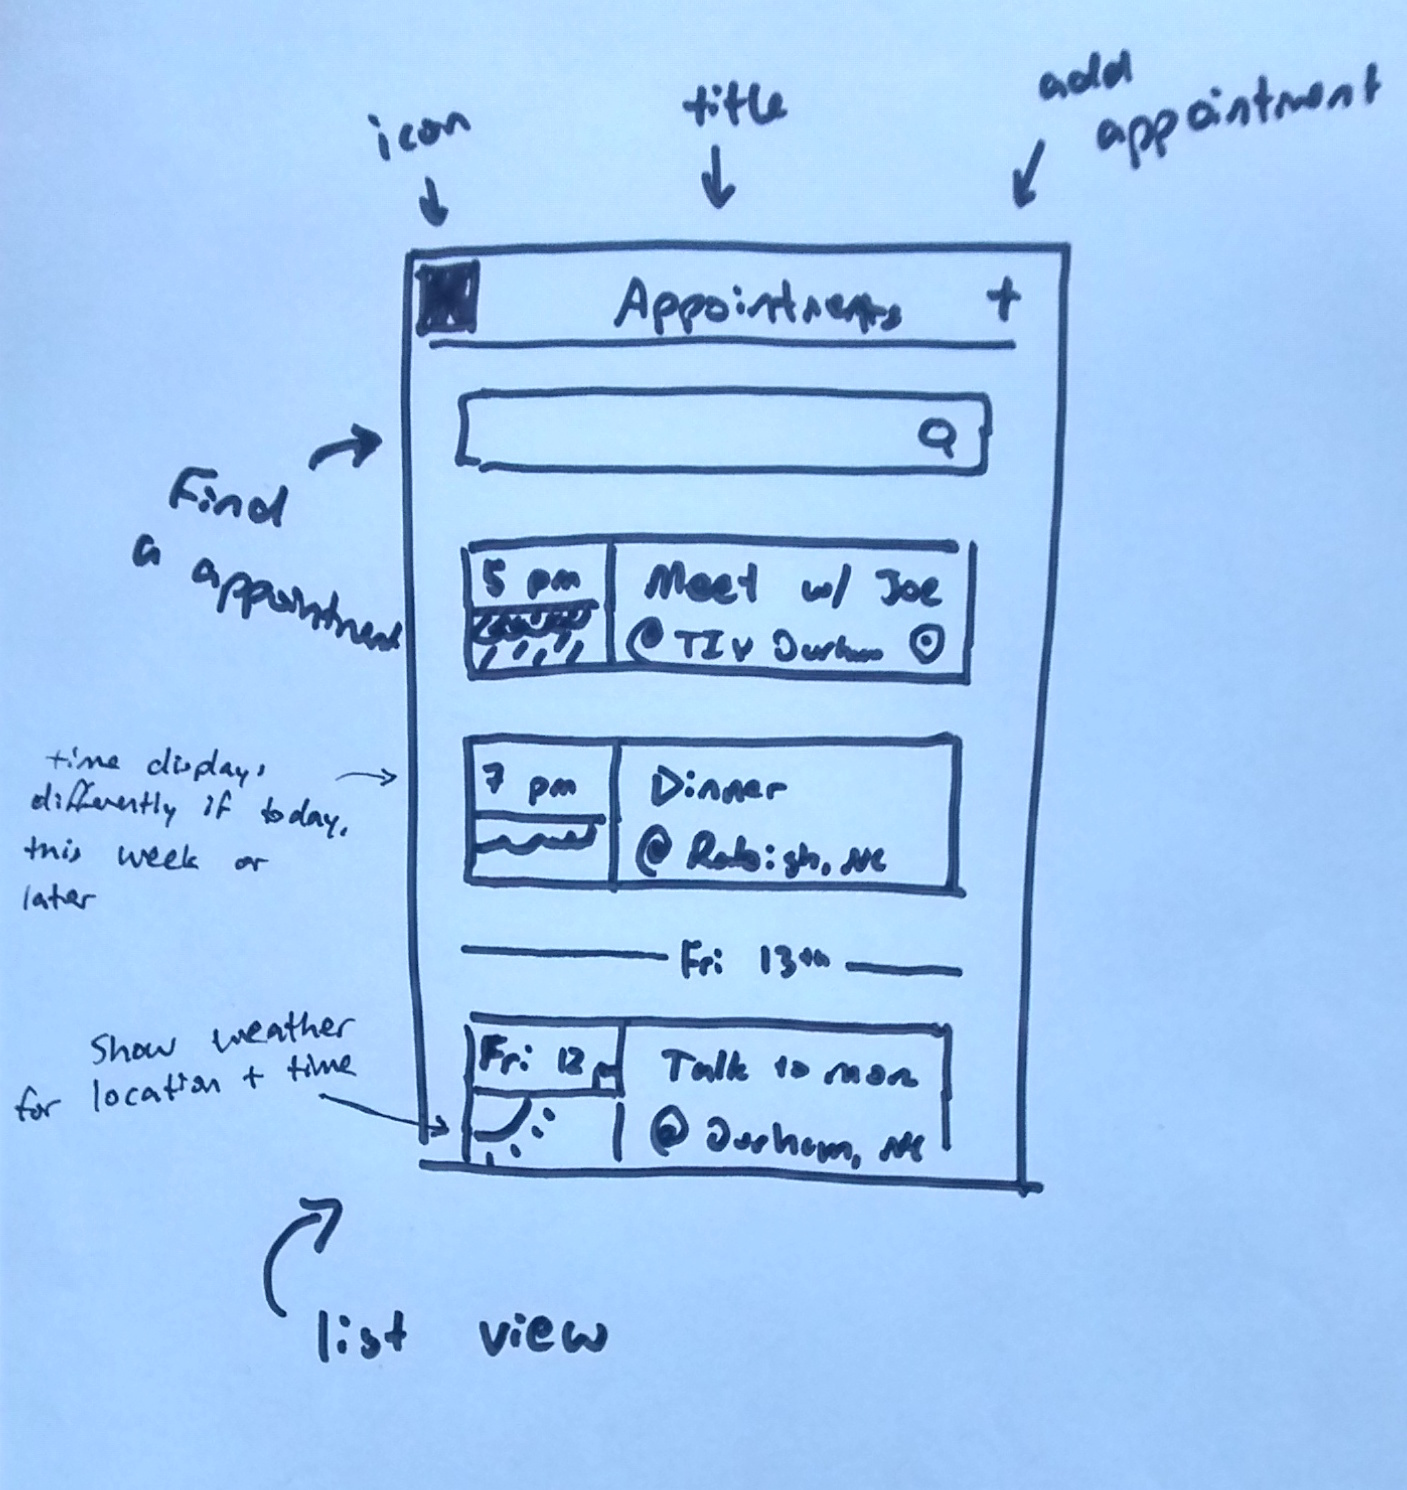 icon
title
add
appointment
Appointments +
Find
a appointment
5 pm
Meet w/ Joe
@ TIV Durham
time displays
differently if today,
this week or
later
7 pm
Dinner
@ Raleigh, NC
Fri 13th
Show weather
for location + time
Fri 12
Talk to mom
@ Durham, NC
list view